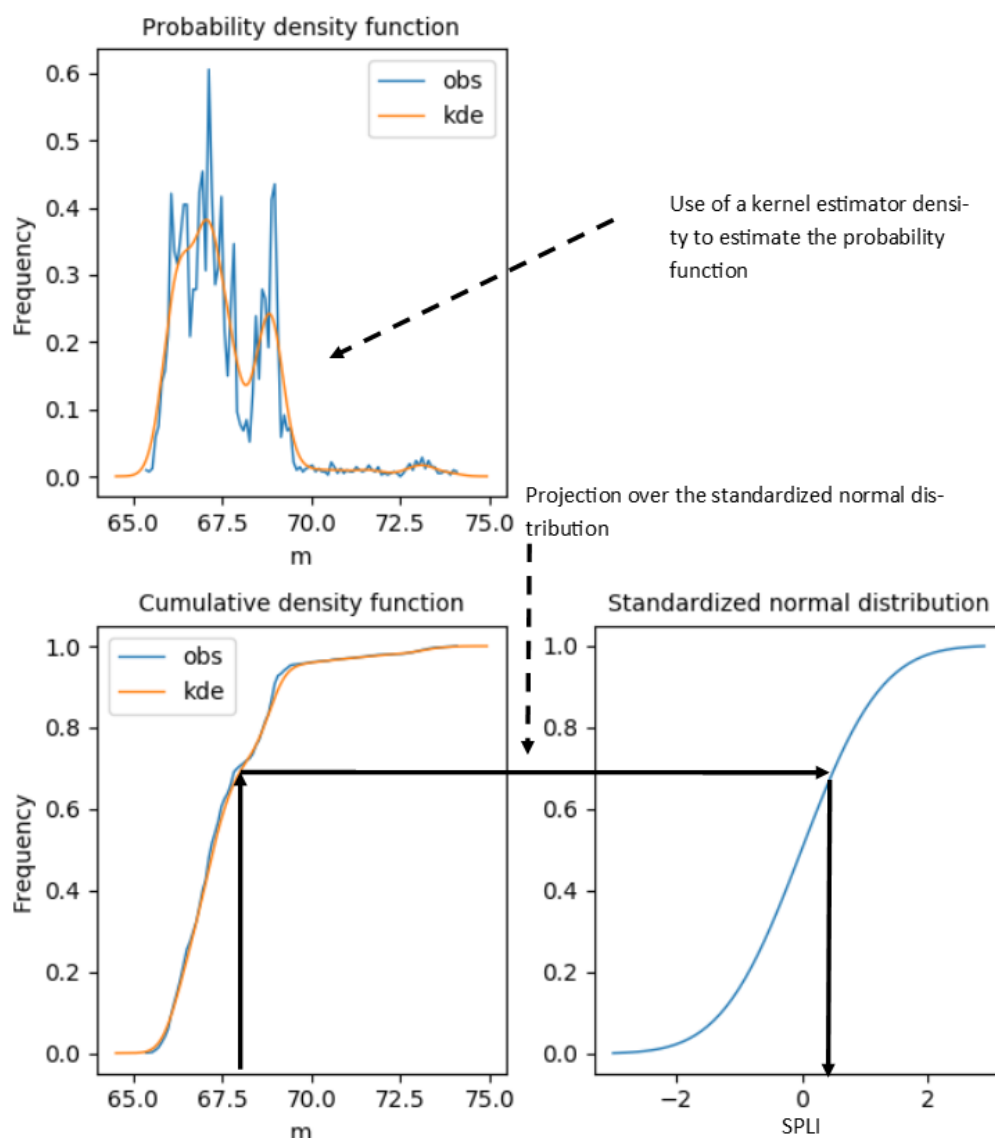 Probability density function
obs
kde
0.6
0.5
0.4
0.3
0.2
0.1
0.0
Frequency
65.0 67.5 70.0 72.5 75.0
m
Use of a kernel estimator densi-
ty to estimate the probability
function
Projection over the standardized normal dis-
tribution
Cumulative density function
obs
kde
1.0
0.8
0.6
0.4
0.2
0.0
Frequency
65.0 67.5 70.0 72.5 75.0
m
Standardized normal distribution
1.0
0.8
0.6
0.4
0.2
0.0
−2 0 2
SPLI